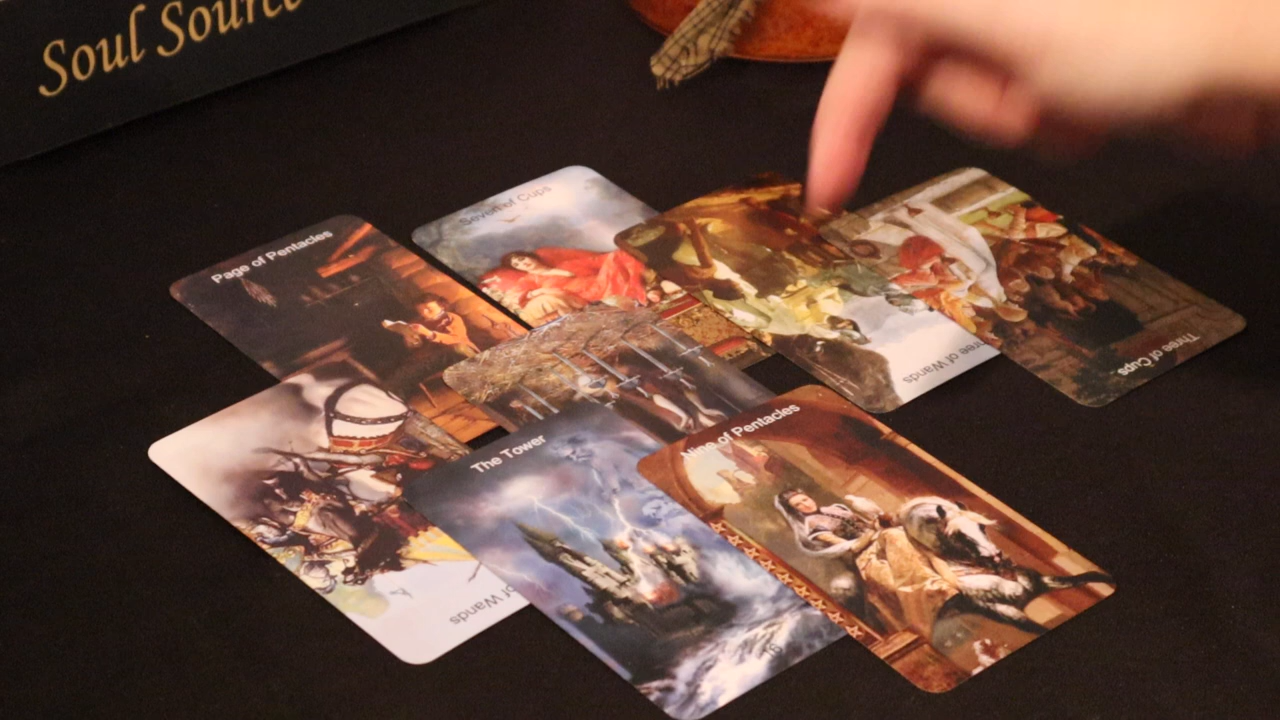 Soul Source
Page of Pentacles
Seven of Cups
of Wands
Three of Cups
The Tower
Nine of Pentacles
of Wands
16